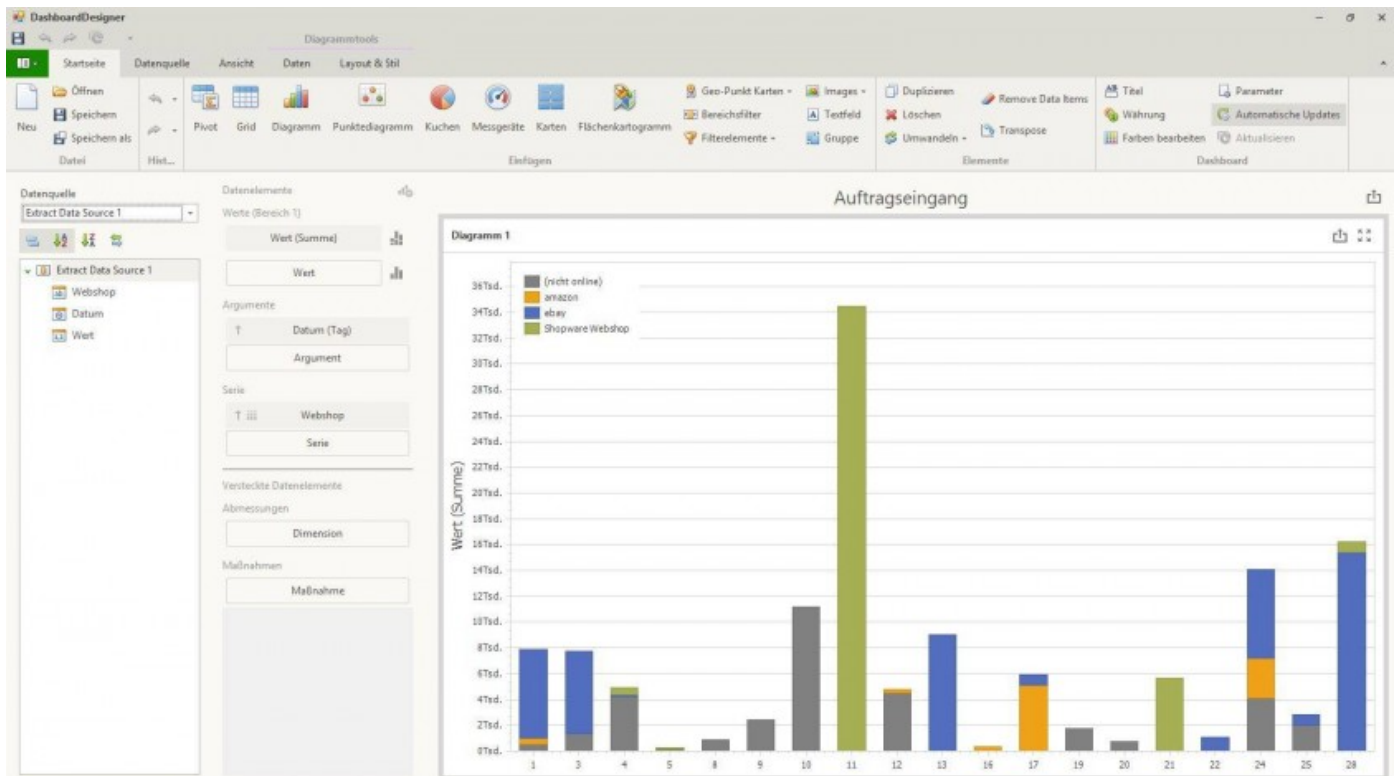 DashboardDesigner
Diagrammtools
Startseite Datenquelle Ansicht Daten Layout & Stil
Neu
Öffnen
Speichern
Speichern als
Datei
Hist...
Pivot Grid Diagramm Punktediagramm Kuchen Messgeräte Karten Flächenkartogramm
Geo-Punkt Karten
Bereichsfilter
Filterelemente
Images
Textfeld
Gruppe
Einfügen
Duplizieren
Löschen
Umwandeln
Remove Data Items
Transpose
Elemente
Titel
Währung
Farben bearbeiten
Parameter
Automatische Updates
Aktualisieren
Dashboard
Datenquelle
Extract Data Source 1
Extract Data Source 1
Webshop
Datum
Wert
Datenelemente
Werte (Bereich 1)
Wert (Summe)
Wert
Argumente
Datum (Tag)
Argument
Serie
Webshop
Serie
Versteckte Datenelemente
Abmessungen
Dimension
Maßnahmen
Maßnahme
Auftragseingang
Diagramm 1
(nicht online)
amazon
ebay
Shopware Webshop
Wert (Summe)
36Tsd.
34Tsd.
32Tsd.
30Tsd.
28Tsd.
26Tsd.
24Tsd.
22Tsd.
20Tsd.
18Tsd.
16Tsd.
14Tsd.
12Tsd.
10Tsd.
8Tsd.
6Tsd.
4Tsd.
2Tsd.
0Tsd.
1 3 4 5 8 9 10 11 12 13 16 17 19 20 21 22 24 25 28